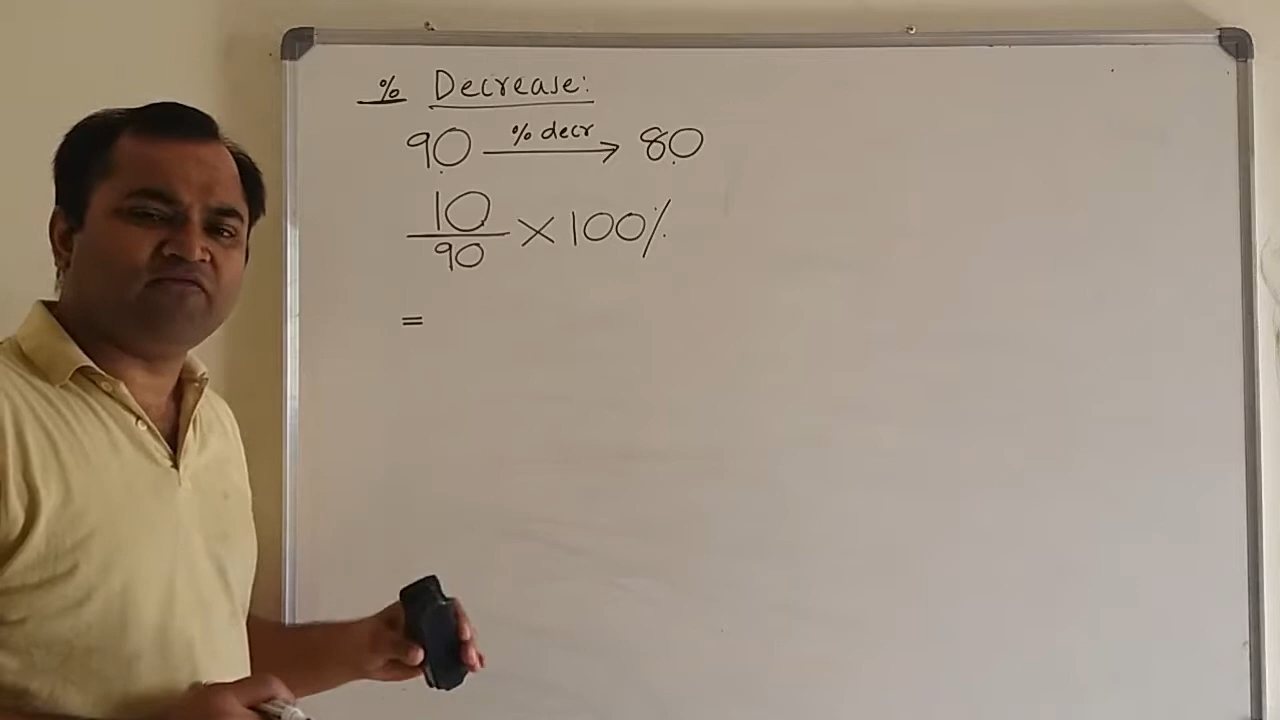 % Decrease:
90 % decr → 80
10/90 × 100%
=